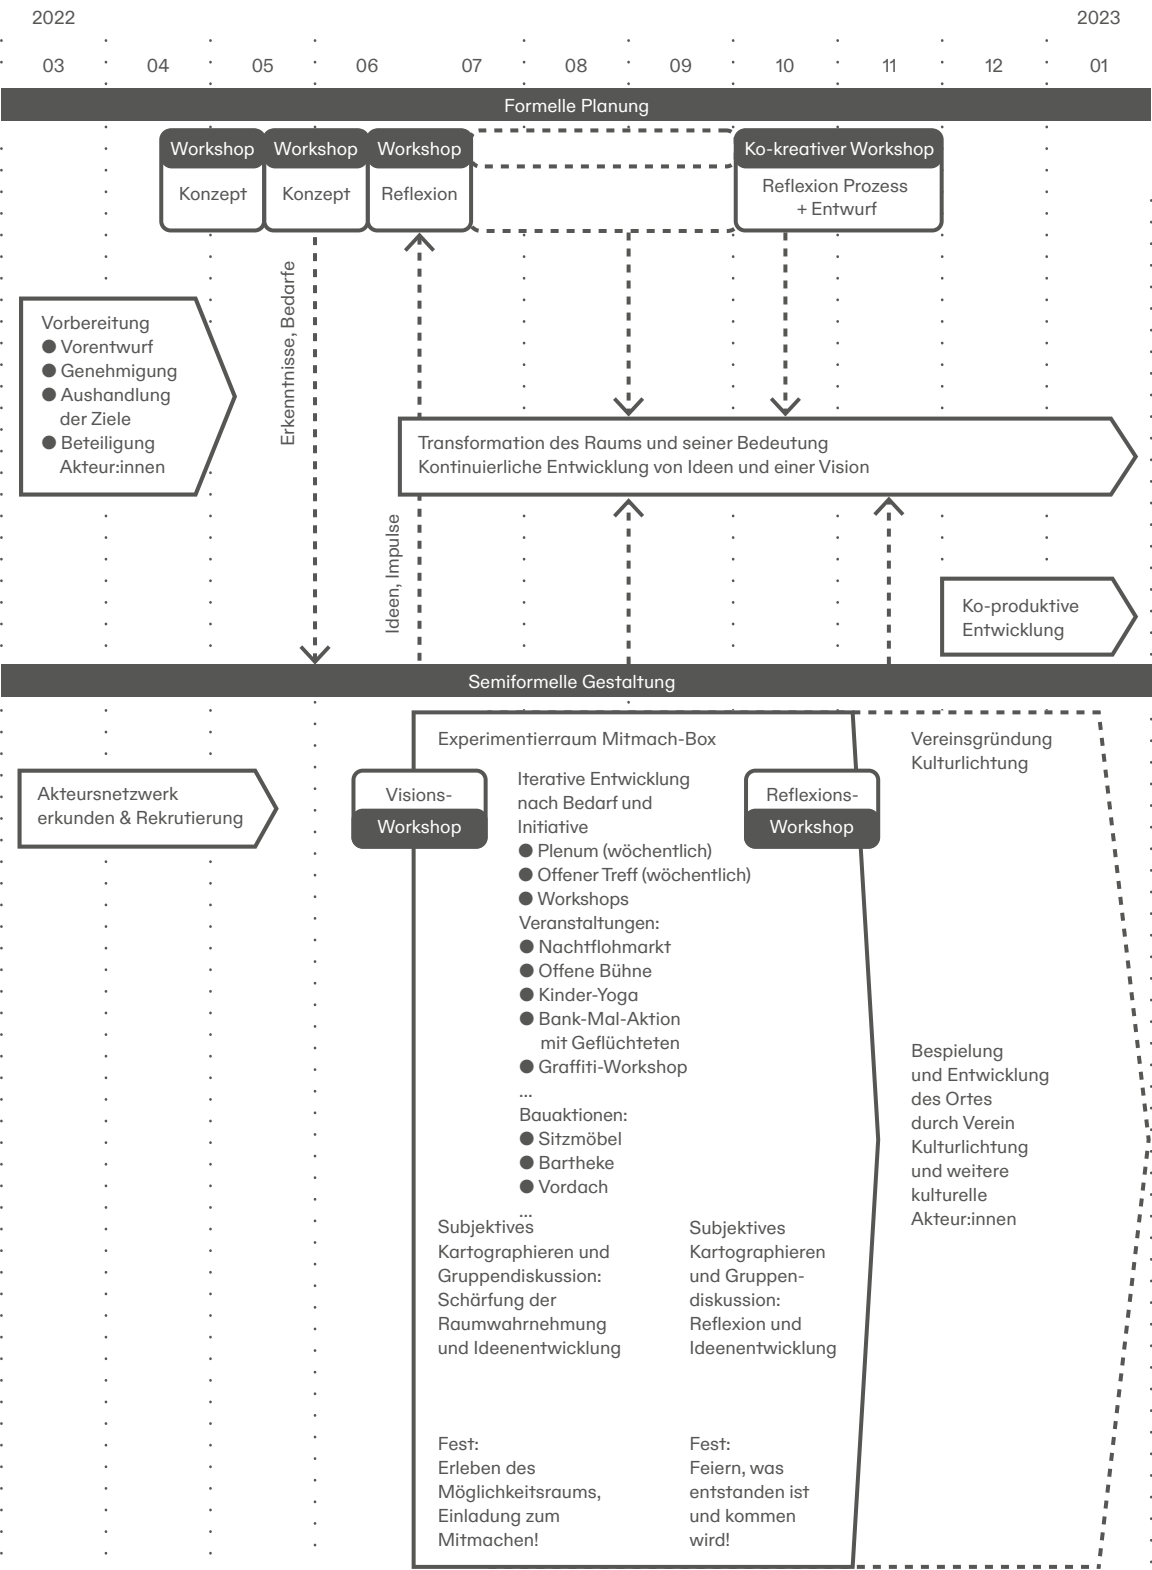 2022
2023
03
04
05
06
07
08
09
10
11
12
01
Formelle Planung
Workshop
Konzept
Workshop
Konzept
Workshop
Reflexion
Ko-kreativer Workshop
Reflexion Prozess
+ Entwurf
Erkenntnisse, Bedarfe
Vorbereitung
● Vorentwurf
● Genehmigung
● Aushandlung
der Ziele
● Beteiligung
Akteur:innen
Transformation des Raums und seiner Bedeutung
Kontinuierliche Entwicklung von Ideen und einer Vision
Ideen, Impulse
Ko-produktive
Entwicklung
Semiformelle Gestaltung
Akteursnetzwerk
erkunden & Rekrutierung
Experimentierraum Mitmach-Box
Visions-
Workshop
Iterative Entwicklung
nach Bedarf und
Initiative
● Plenum (wöchentlich)
● Offener Treff (wöchentlich)
● Workshops
Veranstaltungen:
● Nachtflohmarkt
● Offene Bühne
● Kinder-Yoga
● Bank-Mal-Aktion
mit Geflüchteten
● Graffiti-Workshop
...
Bauaktionen:
● Sitzmöbel
● Bartheke
● Vordach
...
Reflexions-
Workshop
Subjektives
Kartographieren und
Gruppendiskussion:
Schärfung der
Raumwahrnehmung
und Ideenentwicklung
Subjektives
Kartographieren
und Gruppen-
diskussion:
Reflexion und
Ideenentwicklung
Fest:
Erleben des
Möglichkeitsraums,
Einladung zum
Mitmachen!
Fest:
Feiern, was
entstanden ist
und kommen
wird!
Vereinsgründung
Kulturlichtung
Bespielung
und Entwicklung
des Ortes
durch Verein
Kulturlichtung
und weitere
kulturelle
Akteur:innen